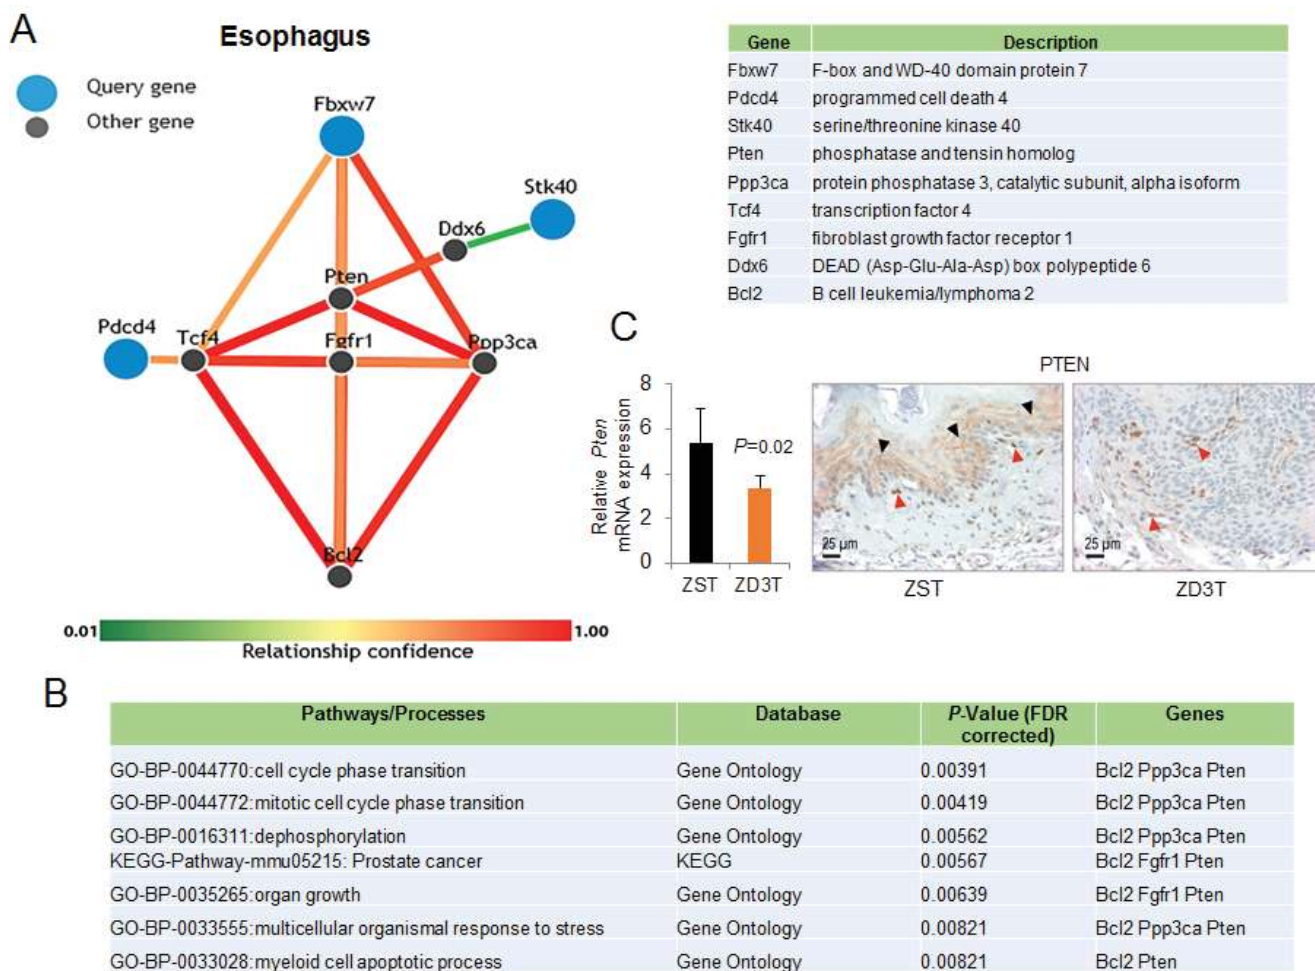 A
Esophagus
Query gene
Other gene
Fbxw7
Stk40
Ddx6
Pten
Pdcd4
Tcf4
Fgfr1
Ppp3ca
Bcl2
0.01
1.00
Relationship confidence
Gene Description
Fbxw7 F-box and WD-40 domain protein 7
Pdcd4 programmed cell death 4
Stk40 serine/threonine kinase 40
Pten phosphatase and tensin homolog
Ppp3ca protein phosphatase 3, catalytic subunit, alpha isoform
Tcf4 transcription factor 4
Fgfr1 fibroblast growth factor receptor 1
Ddx6 DEAD (Asp-Glu-Ala-Asp) box polypeptide 6
Bcl2 B cell leukemia/lymphoma 2
C
Relative Pten
mRNA expression
8
6
4
2
0
P=0.02
ZST ZD3T
PTEN
25 µm
25 µm
ZST
ZD3T
B
Pathways/Processes Database P-Value (FDR corrected) Genes
GO-BP-0044770:cell cycle phase transition Gene Ontology 0.00391 Bcl2 Ppp3ca Pten
GO-BP-0044772:mitotic cell cycle phase transition Gene Ontology 0.00419 Bcl2 Ppp3ca Pten
GO-BP-0016311:dephosphorylation Gene Ontology 0.00562 Bcl2 Ppp3ca Pten
KEGG-Pathway-mmu05215: Prostate cancer KEGG 0.00567 Bcl2 Fgfr1 Pten
GO-BP-0035265:organ growth Gene Ontology 0.00639 Bcl2 Fgfr1 Pten
GO-BP-0033555:multicellular organismal response to stress Gene Ontology 0.00821 Bcl2 Ppp3ca Pten
GO-BP-0033028:myeloid cell apoptotic process Gene Ontology 0.00821 Bcl2 Pten